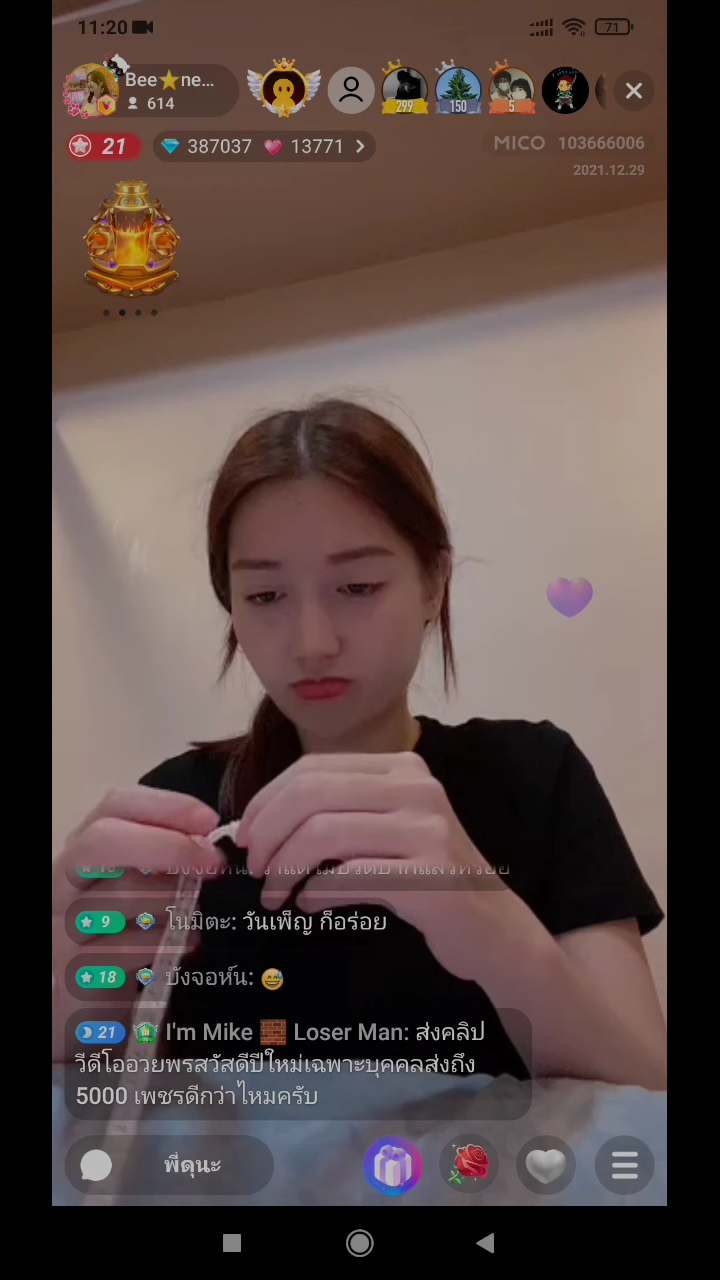 11:20
71
Bee⭐ne...
614
299
150
5
21
387037
13771
MICO 103666006
2021.12.29
9 โนมิตะ: วันเพ็ญ ก็อร่อย
18 บังจอห์น: 😅
21 I'm Mike 🧱 Loser Man: ส่งคลิป
วีดีโออวยพรสวัสดีปีใหม่เฉพาะบุคคลส่งถึง
5000 เพชรดีกว่าไหมครับ
พี่ดุนะ